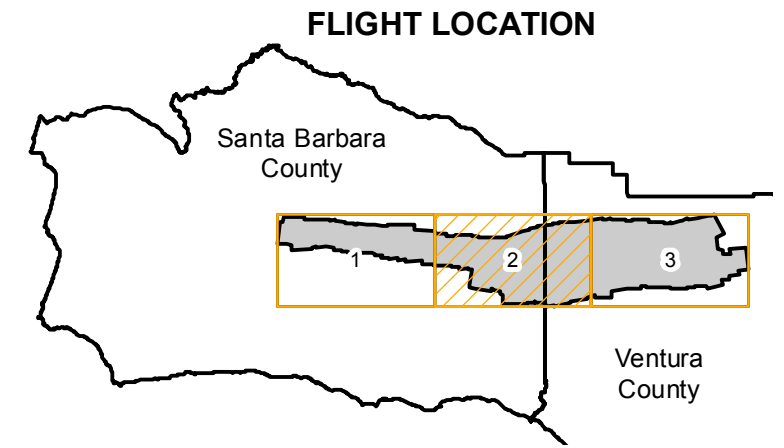 FLIGHT LOCATION
Santa Barbara
County
1
2
3
Ventura
County